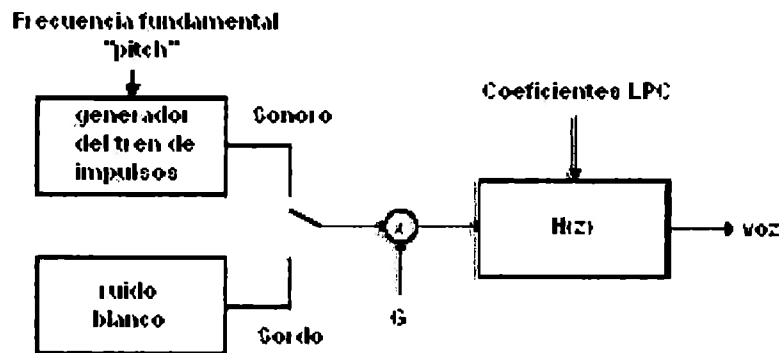 Frecuencia fundamental
"pitch"
generador
del tren de
impulsos
Sonoro
Coeficientes LPC
x
H(z)
voz
G
ruido
blanco
Sordo